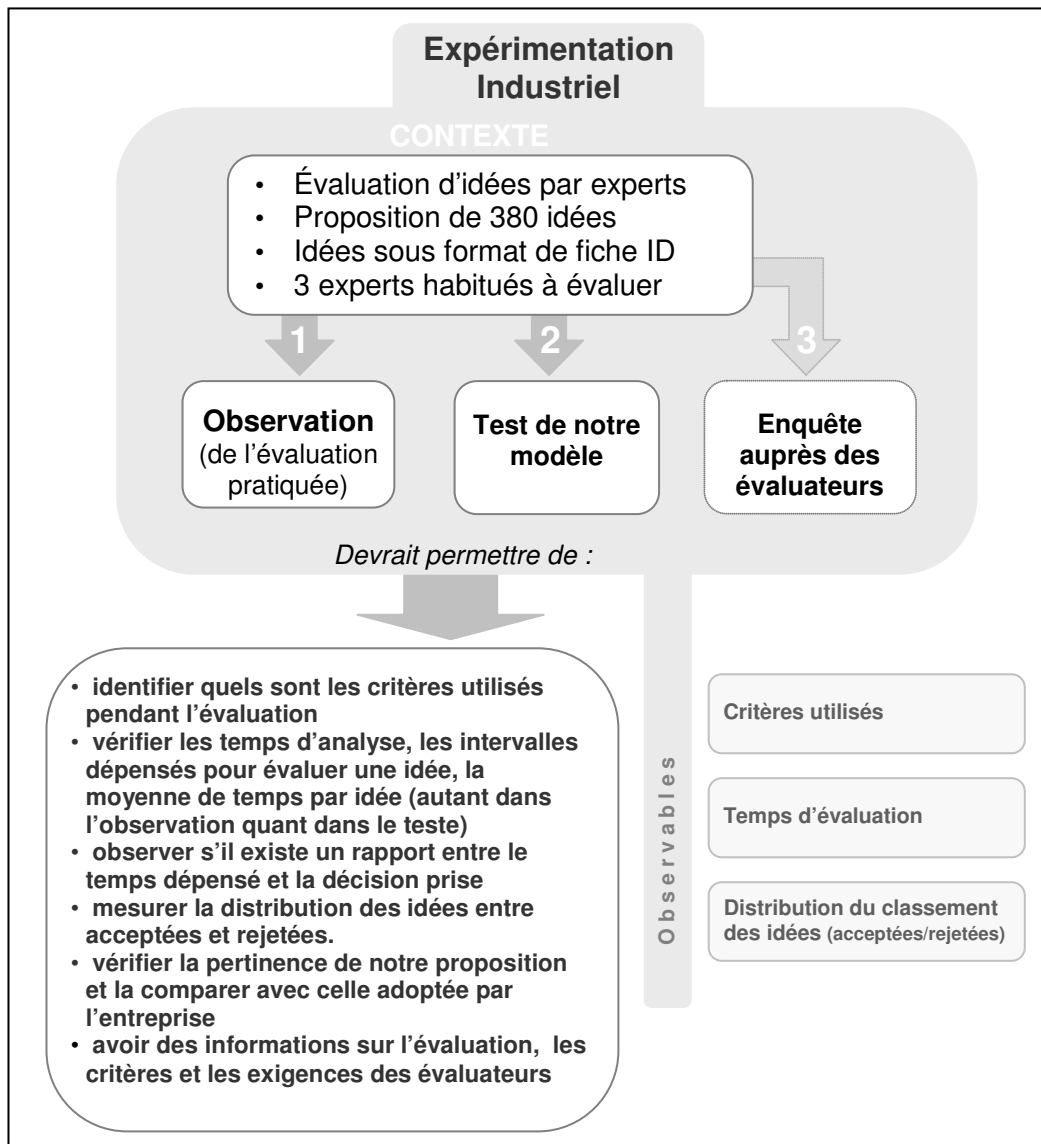 Expérimentation
Industriel
CONTEXTE
• Évaluation d'idées par experts
• Proposition de 380 idées
• Idées sous format de fiche ID
• 3 experts habitués à évaluer
1
2
3
Observation
(de l'évaluation
pratiquée)
Test de notre
modèle
Enquête
auprès des
évaluateurs
Devrait permettre de :
• identifier quels sont les critères utilisés
pendant l'évaluation
• vérifier les temps d'analyse, les intervalles
dépensés pour évaluer une idée, la
moyenne de temps par idée (autant dans
l'observation quant dans le teste)
• observer s'il existe un rapport entre le
temps dépensé et la décision prise
• mesurer la distribution des idées entre
acceptées et rejetées.
• vérifier la pertinence de notre proposition
et la comparer avec celle adoptée par
l'entreprise
• avoir des informations sur l'évaluation, les
critères et les exigences des évaluateurs
Observables
Critères utilisés
Temps d'évaluation
Distribution du classement
des idées (acceptées/rejetées)